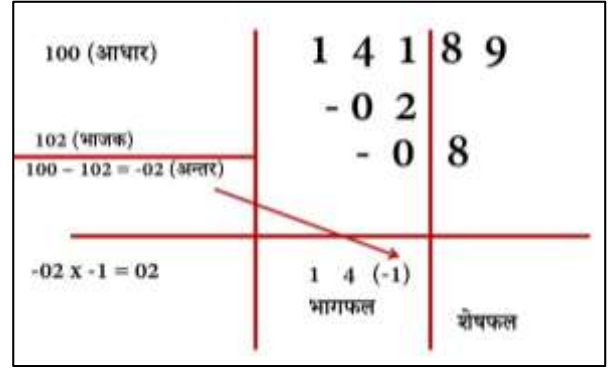 100 (आधार)
1 4 1 8 9
- 0 2
102 (भाजक)
- 0 8
100 – 102 = -02 (अन्तर)
-02 x -1 = 02
1 4 (-1)
भागफल
शेषफल